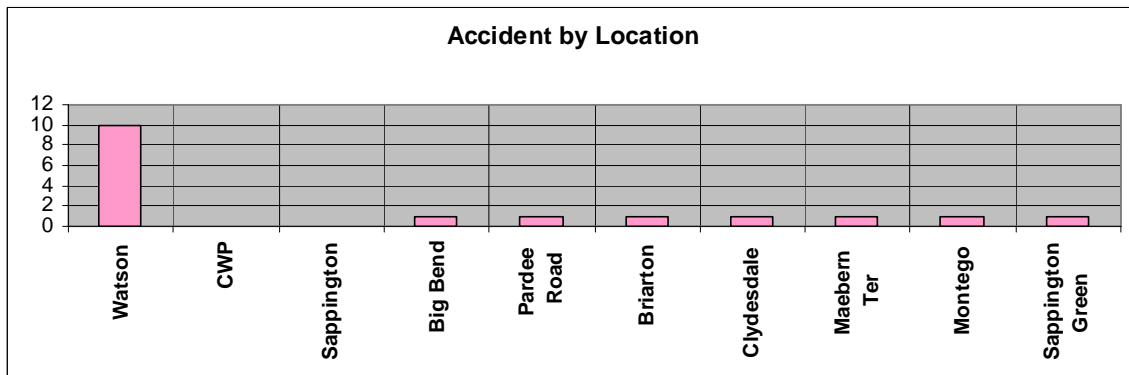 Accident by Location
12
10
8
6
4
2
0
Watson
CWP
Sappington
Big Bend
Pardee
Road
Briarton
Clydesdale
Maebern
Ter
Montego
Sappington
Green